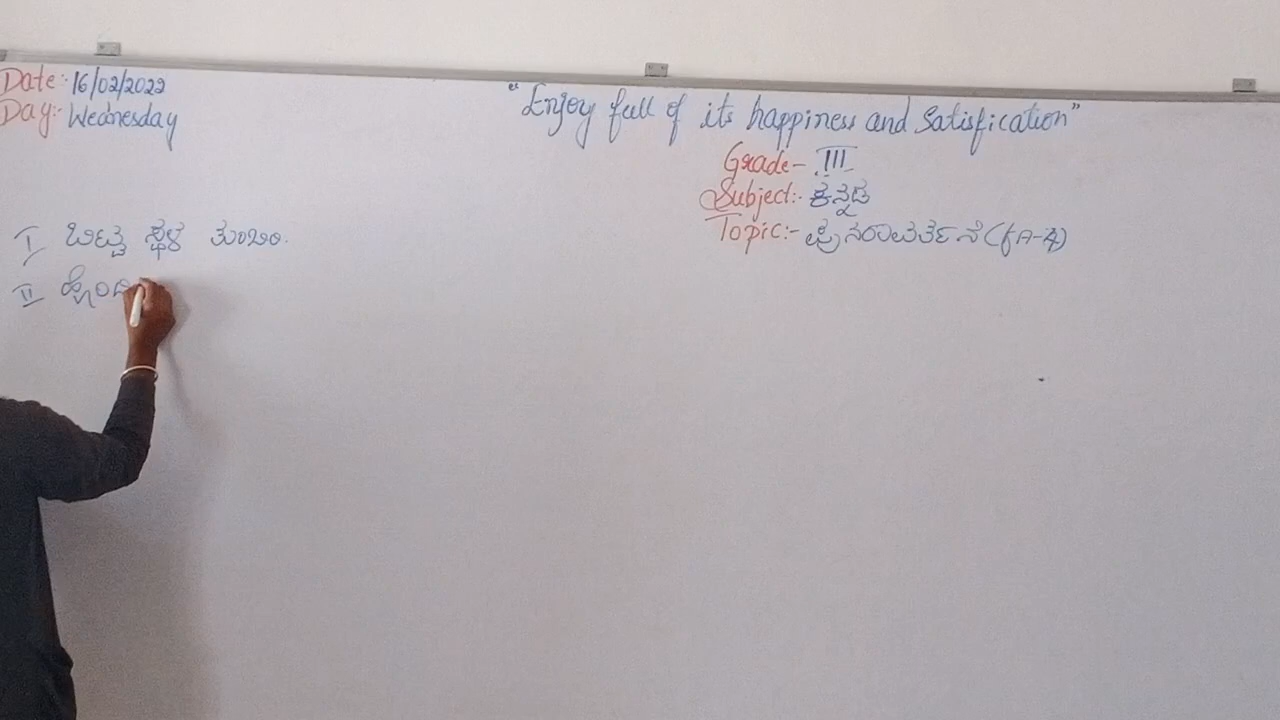 Date:- 16/02/2022
Day:- Wednesday
"Enjoy full of its happiness and Satisfication"
Grade- III
Subject:- ಕನ್ನಡ
Topic:- ಪುನರಾವರ್ತನೆ (FA-4)
I ಬಿಟ್ಟ ಸ್ಥಳ ತುಂಬಿರಿ.
II ಹೊಂದಿ